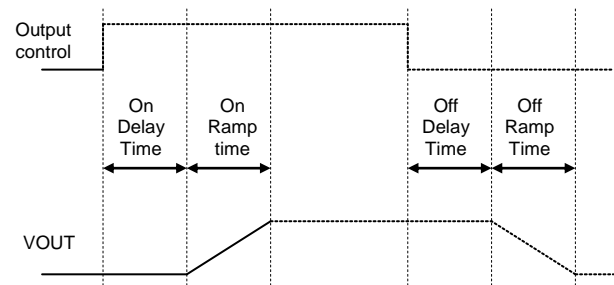 Output
control
On
Delay
Time
On
Ramp
time
Off
Delay
Time
Off
Ramp
Time
VOUT